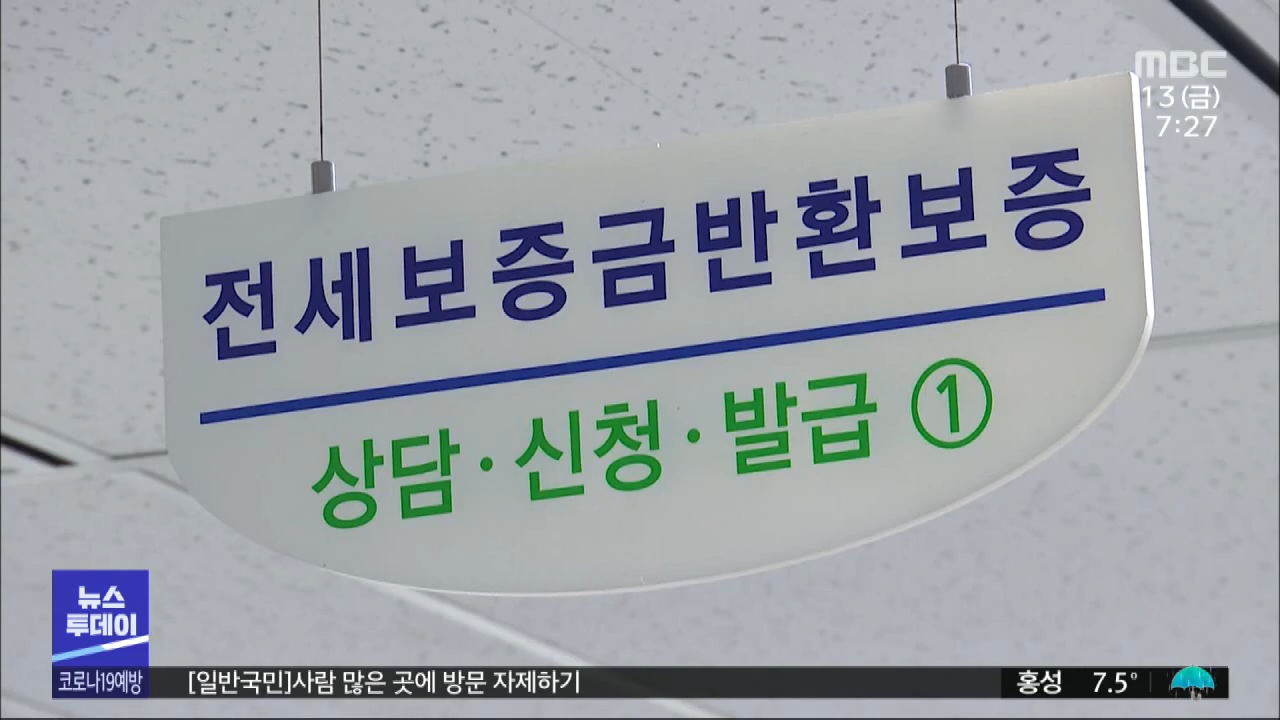 MBC
13(금)
7:27
전세보증금반환보증
상담·신청·발급 ①
뉴스
투데이
코로나19예방 [일반국민]사람 많은 곳에 방문 자제하기 홍성 7.5°